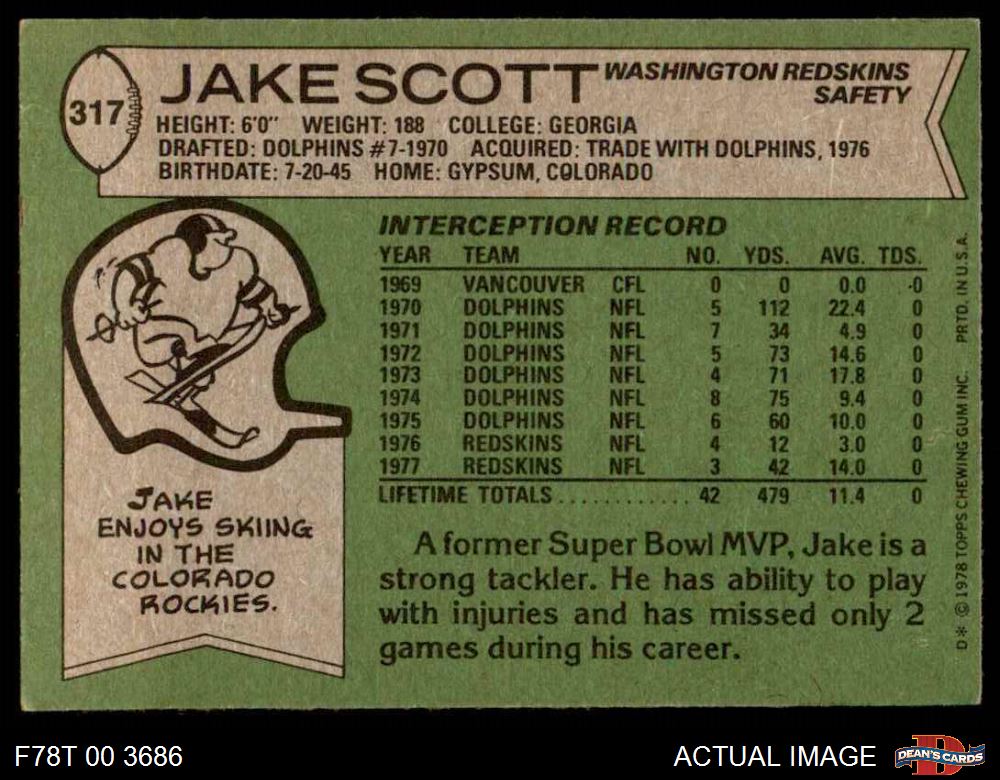 317
JAKE SCOTT
WASHINGTON REDSKINS
SAFETY
HEIGHT: 6'0" WEIGHT: 188 COLLEGE: GEORGIA
DRAFTED: DOLPHINS #7-1970 ACQUIRED: TRADE WITH DOLPHINS, 1976
BIRTHDATE: 7-20-45 HOME: GYPSUM, COLORADO
INTERCEPTION RECORD
YEAR TEAM NO. YDS. AVG. TDS.
1969 VANCOUVER CFL 0 0 0.0 0
1970 DOLPHINS NFL 5 112 22.4 0
1971 DOLPHINS NFL 7 34 4.9 0
1972 DOLPHINS NFL 5 73 14.6 0
1973 DOLPHINS NFL 4 71 17.8 0
1974 DOLPHINS NFL 8 75 9.4 0
1975 DOLPHINS NFL 6 60 10.0 0
1976 REDSKINS NFL 4 12 3.0 0
1977 REDSKINS NFL 3 42 14.0 0
LIFETIME TOTALS............ 42 479 11.4 0
JAKE
ENJOYS SKIING
IN THE
COLORADO
ROCKIES.
A former Super Bowl MVP, Jake is a
strong tackler. He has ability to play
with injuries and has missed only 2
games during his career.
D* © 1978 TOPPS CHEWING GUM INC. PRTD. IN U.S.A.
F78T 00 3686
ACTUAL IMAGE
D
DEAN'S CARDS